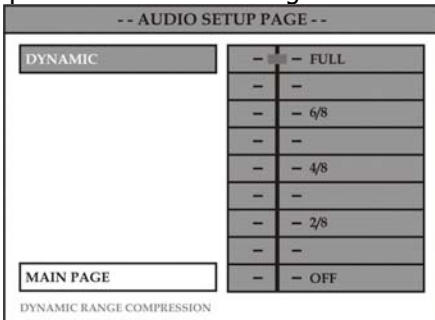 -- AUDIO SETUP PAGE --
DYNAMIC
– – FULL
– –
– – 6/8
– –
– – 4/8
– –
– – 2/8
– –
MAIN PAGE
– – OFF
DYNAMIC RANGE COMPRESSION